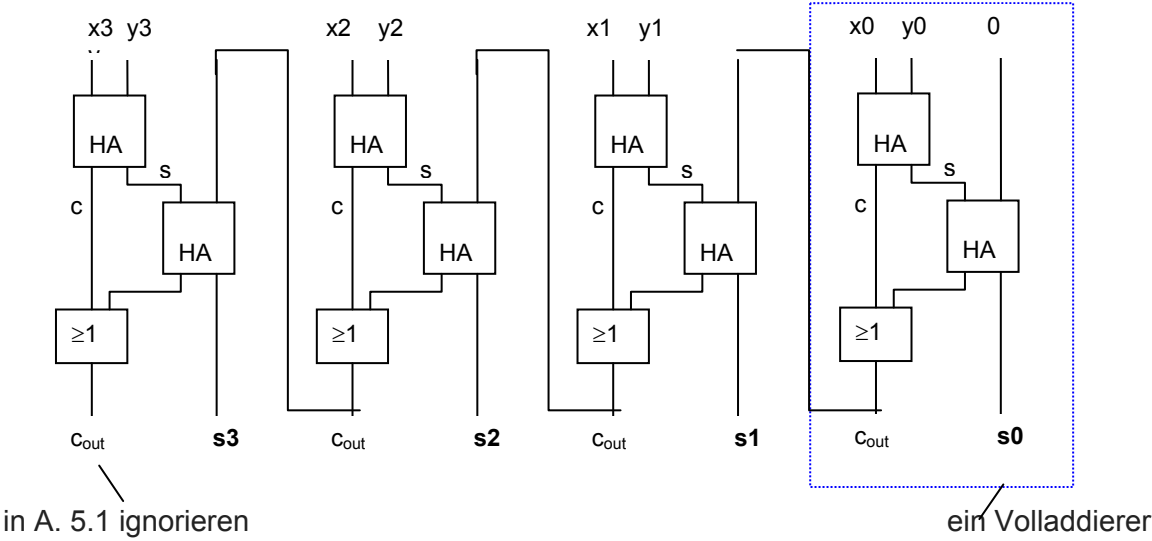 x3 y3 x2 y2 x1 y1 x0 y0 0
HA HA HA HA
s s s s
c c c c
HA HA HA HA
≥1 ≥1 ≥1 ≥1
cout s3 cout s2 cout s1 cout s0
in A. 5.1 ignorieren ein Volladdierer